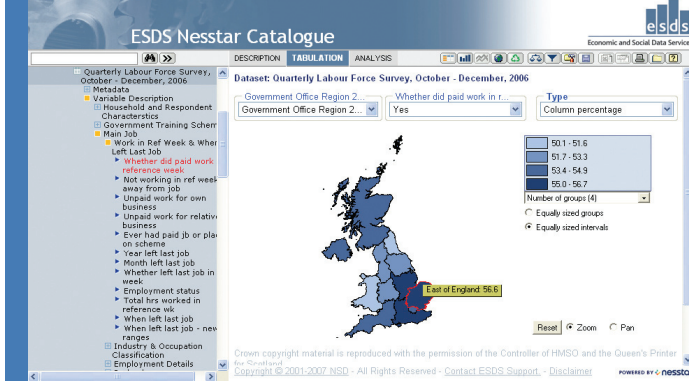 ESDS Nesstar Catalogue
esds
Economic and Social Data Service
DESCRIPTION TABULATION ANALYSIS
Quarterly Labour Force Survey,
October - December, 2006
Metadata
Variable Description
Household and Respondent
Characterstics
Government Training Schem
Main Job
Work in Ref Week & When
Left Last Job
Whether did paid work
reference week
Not working in ref week
away from job
Unpaid work for own
business
Unpaid work for relative
business
Ever had paid jb or plac
on scheme
Year left last job
Month left last job
Whether left last job in
week
Employment status
Total hrs worked in
reference wk
When left last job
When left last job - new
ranges
Industry & Occupation
Classification
Employment Details
Dataset: Quarterly Labour Force Survey, October - December, 2006
Government Office Region 2... Whether did paid work in r... Type
Government Office Region 2... Yes Column percentage
50.1 - 51.6
51.7 - 53.3
53.4 - 54.9
55.0 - 56.7
Number of groups (4)
Equally sized groups
Equally sized intervals
East of England: 56.6
Reset Zoom Pan
Crown copyright material is reproduced with the permission of the Controller of HMSO and the Queen's Printer
for Scotland
Copyright © 2001-2007 NSD - All Rights Reserved - Contact ESDS Support. - Disclaimer
POWERED BY nesstar